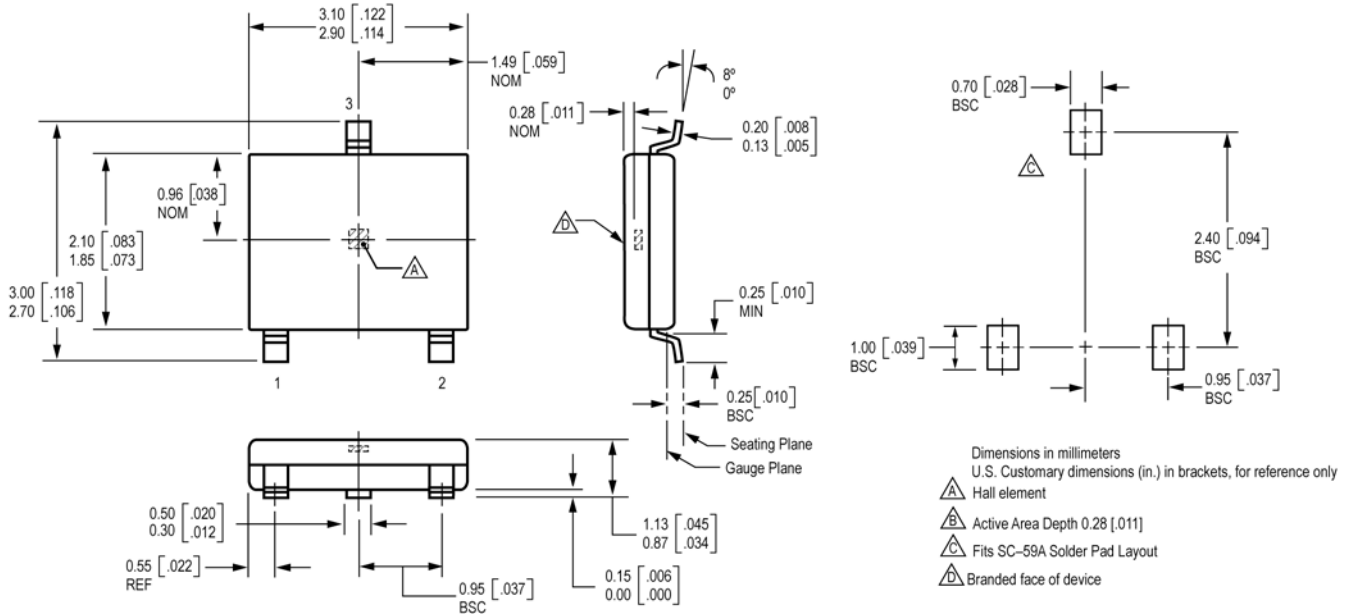 3.10 [.122]
2.90 [.114]
1.49 [.059]
NOM
3
0.28 [.011]
NOM
8º
0º
0.20 [.008]
0.13 [.005]
0.96 [.038]
NOM
2.10 [.083]
1.85 [.073]
3.00 [.118]
2.70 [.106]
A
D
0.25 [.010]
MIN
1
2
0.25 [.010]
BSC
Seating Plane
Gauge Plane
0.50 [.020]
0.30 [.012]
1.13 [.045]
0.87 [.034]
0.55 [.022]
REF
0.95 [.037]
BSC
0.15 [.006]
0.00 [.000]
0.70 [.028]
BSC
C
2.40 [.094]
BSC
1.00 [.039]
BSC
0.95 [.037]
BSC
Dimensions in millimeters
U.S. Customary dimensions (in.) in brackets, for reference only
A Hall element
B Active Area Depth 0.28 [.011]
C Fits SC–59A Solder Pad Layout
D Branded face of device